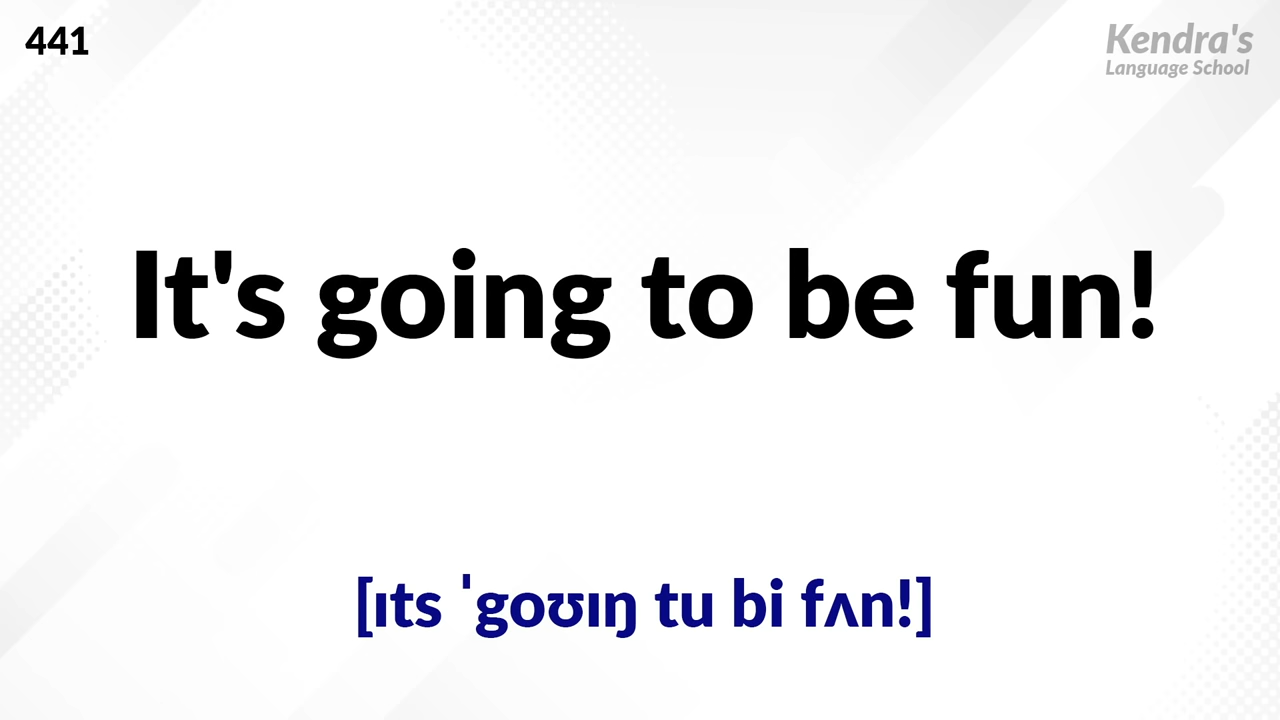 441
Kendra's
Language School
It's going to be fun!
[ɪts ˈɡoʊɪŋ tu bi fʌn!]